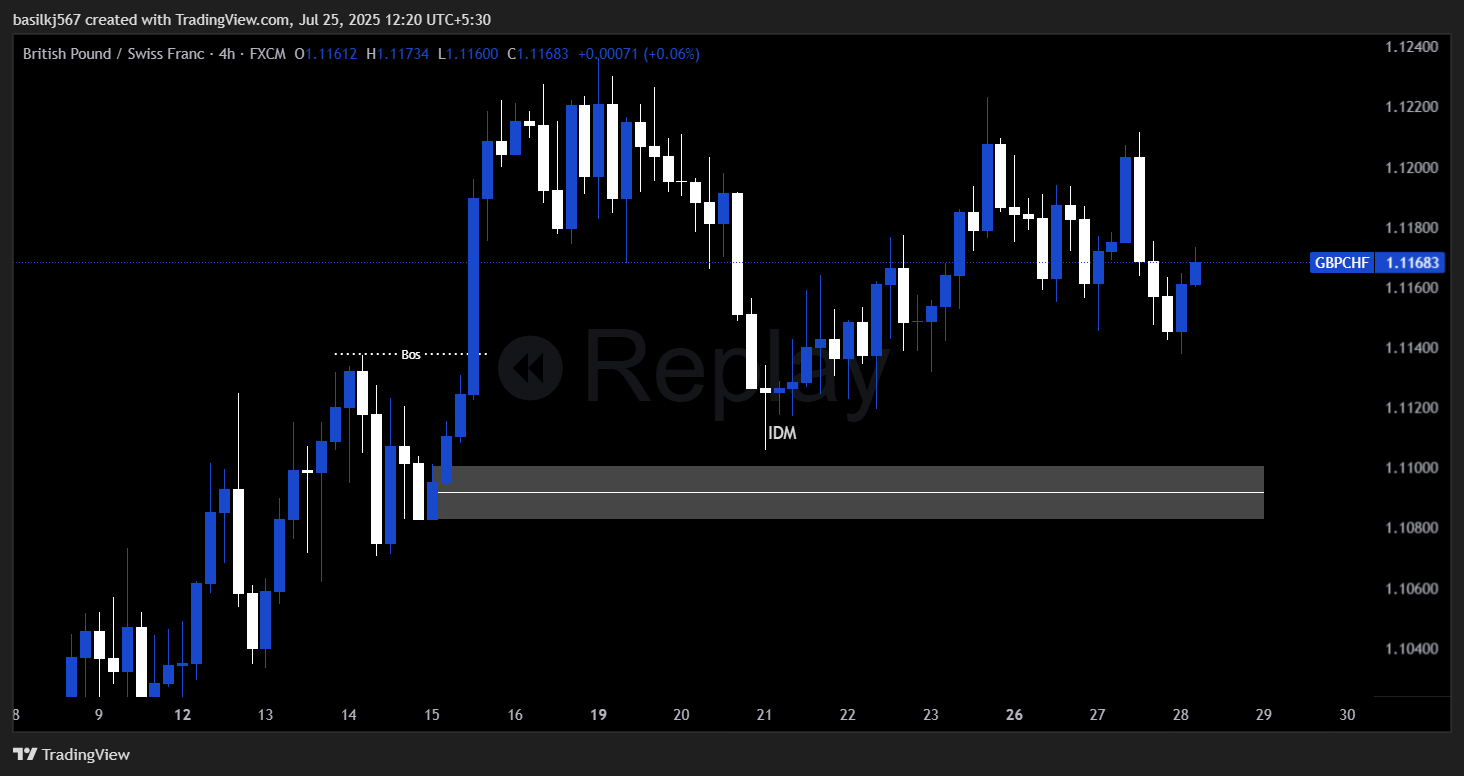 basilkj567 created with TradingView.com, Jul 25, 2025 12:20 UTC+5:30
British Pound / Swiss Franc · 4h · FXCM O1.11612 H1.11734 L1.11600 C1.11683 +0.00071 (+0.06%)
1.12400
1.12200
1.12000
1.11800
GBPCHF 1.11683
1.11600
1.11400
Bos
Replay
1.11200
IDM
1.11000
1.10800
1.10600
1.10400
8 9 12 13 14 15 16 19 20 21 22 23 26 27 28 29 30
TradingView